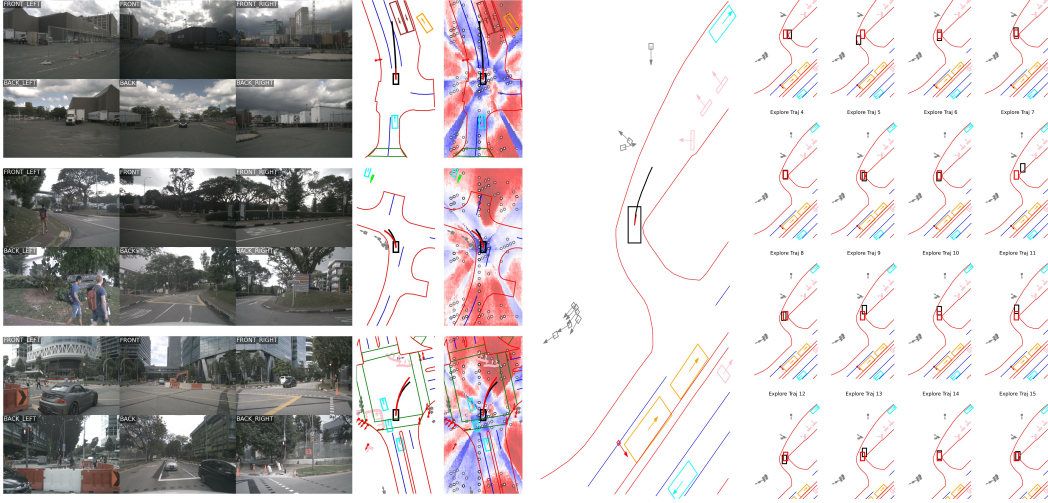 FRONT_LEFT FRONT FRONT_RIGHT
BACK_LEFT BACK BACK_RIGHT
FRONT_LEFT FRONT FRONT_RIGHT
BACK_LEFT BACK BACK_RIGHT
FRONT_LEFT FRONT FRONT_RIGHT
BACK_LEFT BACK BACK_RIGHT
Explore Traj 4 Explore Traj 5 Explore Traj 6 Explore Traj 7
Explore Traj 8 Explore Traj 9 Explore Traj 10 Explore Traj 11
Explore Traj 12 Explore Traj 13 Explore Traj 14 Explore Traj 15